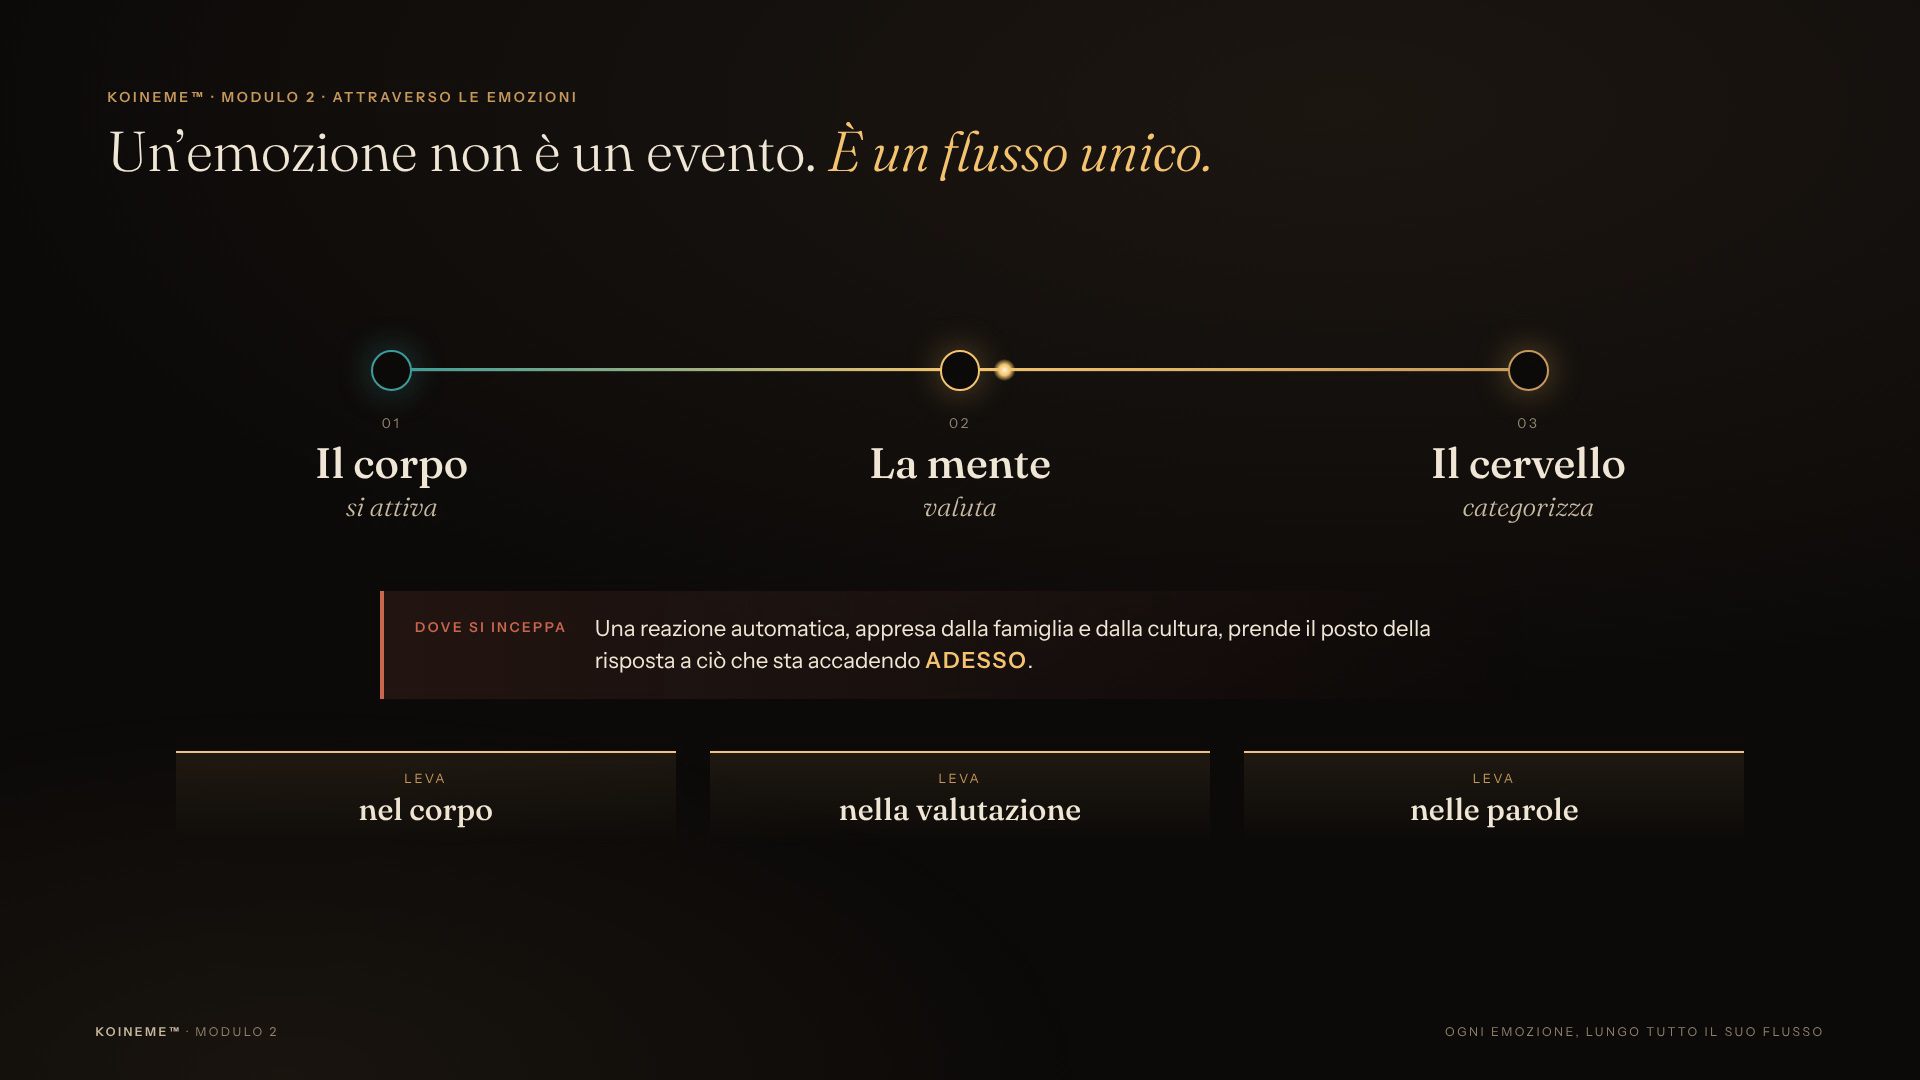 KOINEME™ · MODULO 2 · ATTRAVERSO LE EMOZIONI
Un’emozione non è un evento. È un flusso unico.
01
Il corpo
si attiva
02
La mente
valuta
03
Il cervello
categorizza
DOVE SI INCEPPA
Una reazione automatica, appresa dalla famiglia e dalla cultura, prende il posto della
risposta a ciò che sta accadendo ADESSO.
LEVA
nel corpo
LEVA
nella valutazione
LEVA
nelle parole
KOINEME™ · MODULO 2
OGNI EMOZIONE, LUNGO TUTTO IL SUO FLUSSO